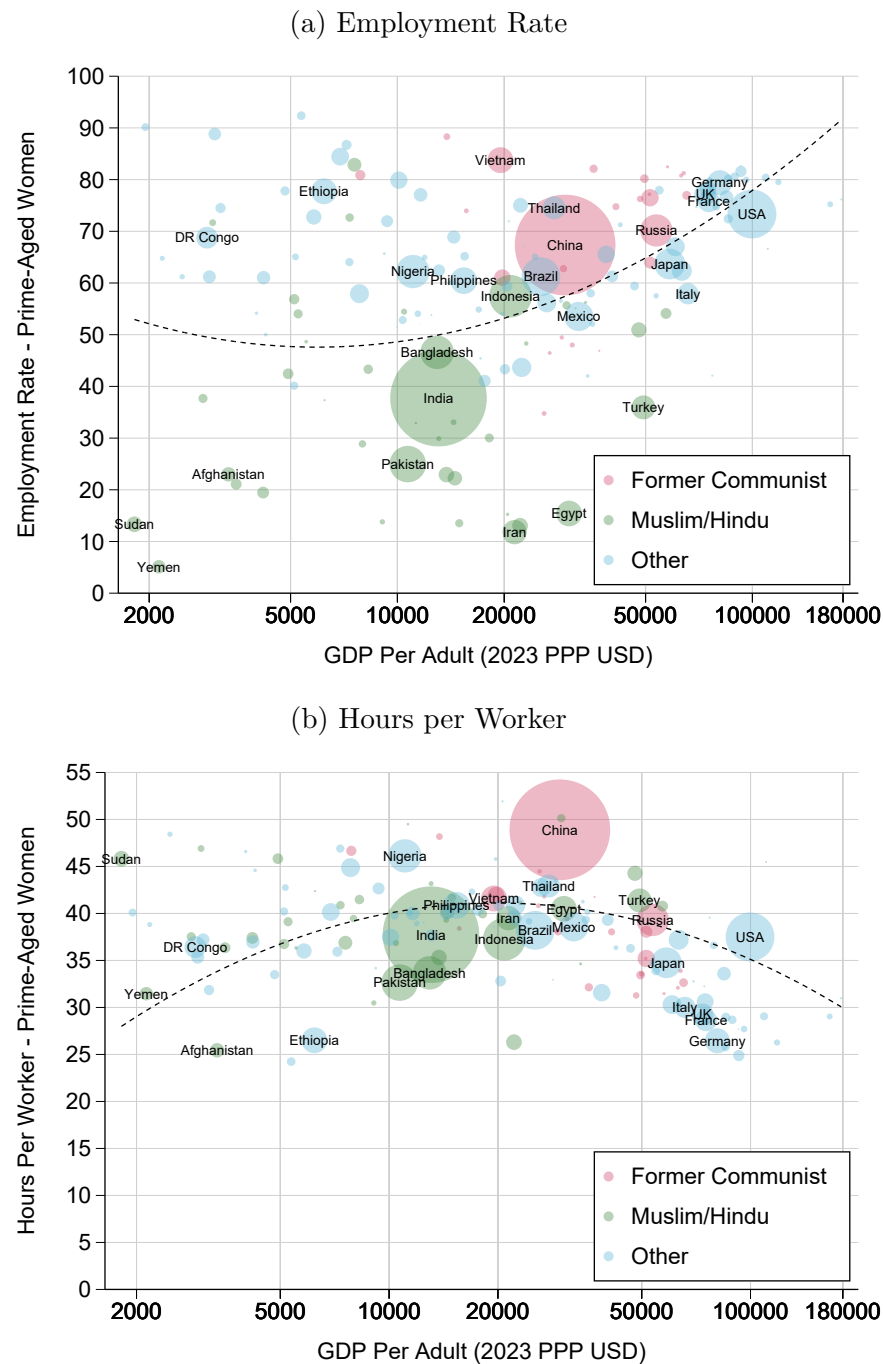 (a) Employment Rate
Employment Rate - Prime-Aged Women
100
90
80
70
60
50
40
30
20
10
0
Vietnam
Germany
UK
Ethiopia
France
Thailand
USA
Russia
DR Congo
China
Japan
Nigeria
Brazil
Philippines
Italy
Indonesia
Mexico
Bangladesh
India
Turkey
Pakistan
Afghanistan
Egypt
Sudan
Iran
Yemen
Former Communist
Muslim/Hindu
Other
2000 5000 10000 20000 50000 100000 180000
GDP Per Adult (2023 PPP USD)
(b) Hours per Worker
Hours Per Worker - Prime-Aged Women
55
50
45
40
35
30
25
20
15
10
5
0
China
Nigeria
Sudan
Thailand
Vietnam
Turkey
Philippines
Egypt
Iran
Russia
Mexico
Brazil
India
USA
Indonesia
DR Congo
Japan
Bangladesh
Pakistan
Yemen
Italy
UK
France
Ethiopia
Germany
Afghanistan
Former Communist
Muslim/Hindu
Other
2000 5000 10000 20000 50000 100000 180000
GDP Per Adult (2023 PPP USD)